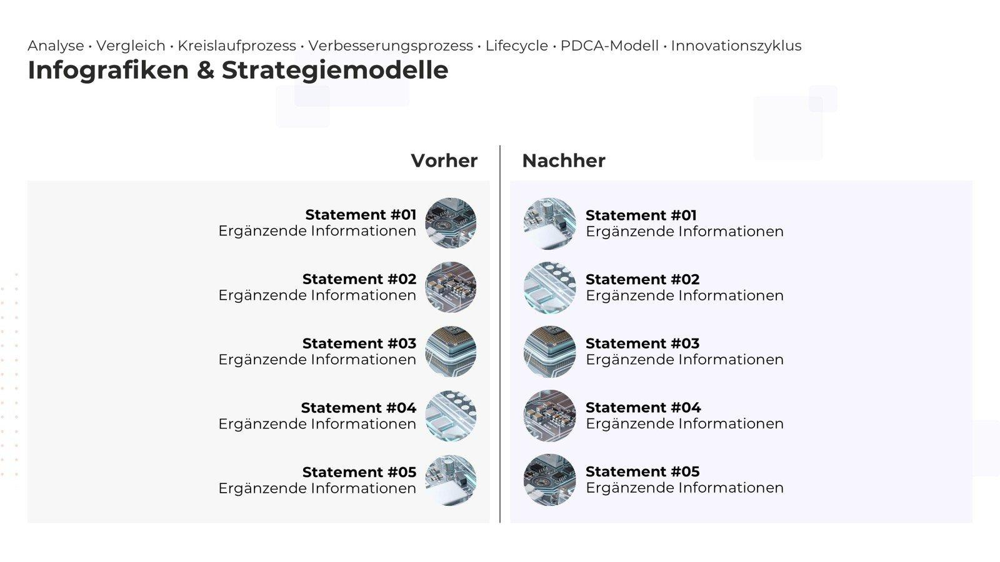 Analyse • Vergleich • Kreislaufprozess • Verbesserungsprozess • Lifecycle • PDCA-Modell • Innovationszyklus
Infografiken & Strategiemodelle
Vorher
Statement #01
Ergänzende Informationen
Statement #02
Ergänzende Informationen
Statement #03
Ergänzende Informationen
Statement #04
Ergänzende Informationen
Statement #05
Ergänzende Informationen
Nachher
Statement #01
Ergänzende Informationen
Statement #02
Ergänzende Informationen
Statement #03
Ergänzende Informationen
Statement #04
Ergänzende Informationen
Statement #05
Ergänzende Informationen